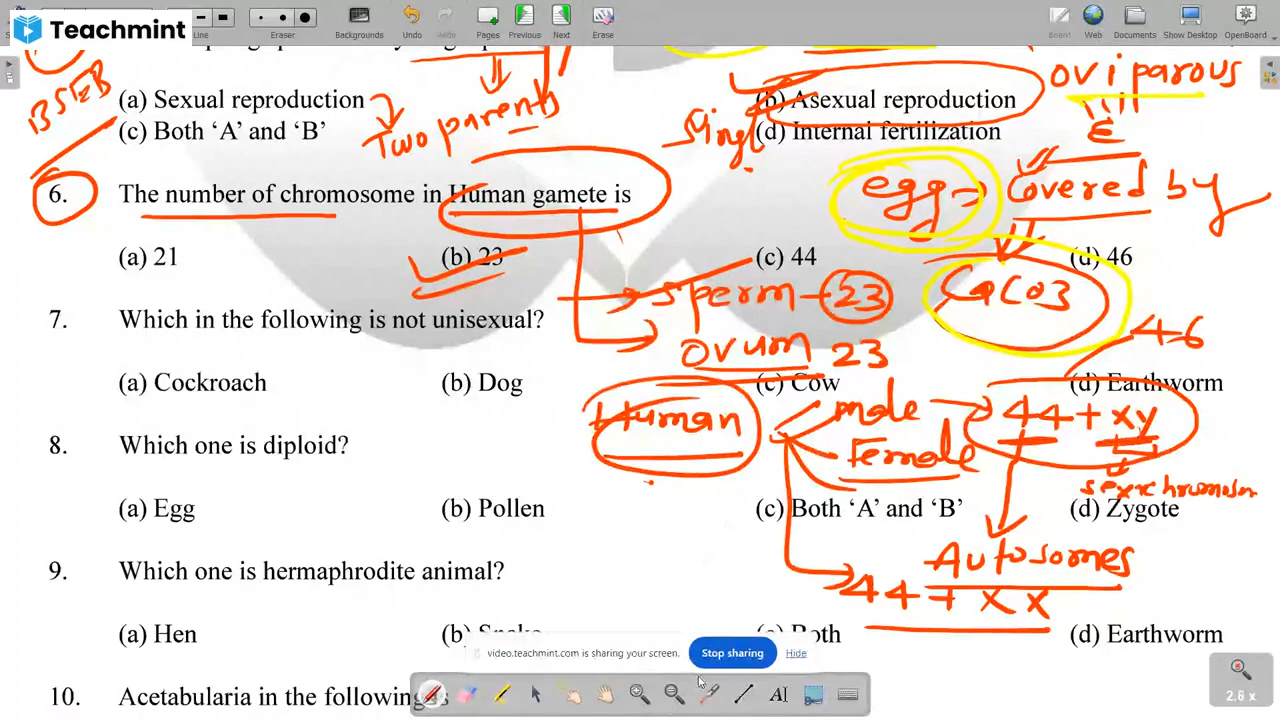 Teachmint
Eraser
Backgrounds
Undo
Redo
Pages
Previous
Next
Erase
Board
Web
Documents
Show Desktop
OpenBoard
(a) Sexual reproduction
(b) Asexual reproduction
oviparous
BSEB
(c) Both ‘A’ and ‘B’
Two parents
Singl
(d) Internal fertilization
6. The number of chromosome in Human gamete is
egg → Covered by
(a) 21 (b) 23 (c) 44 (d) 46
sperm - 23
CaCO3
7. Which in the following is not unisexual?
ovum 23
46
(a) Cockroach (b) Dog (c) Cow (d) Earthworm
Human
male
44 + xy
8. Which one is diploid?
Female
(a) Egg (b) Pollen (c) Both ‘A’ and ‘B’ (d) Zygote
Autosomes
9. Which one is hermaphrodite animal?
44 + XX
(a) Hen (b) Snake (c) Both (d) Earthworm
video.teachmint.com is sharing your screen.
Stop sharing
Hide
10. Acetabularia in the following is
2.8 x